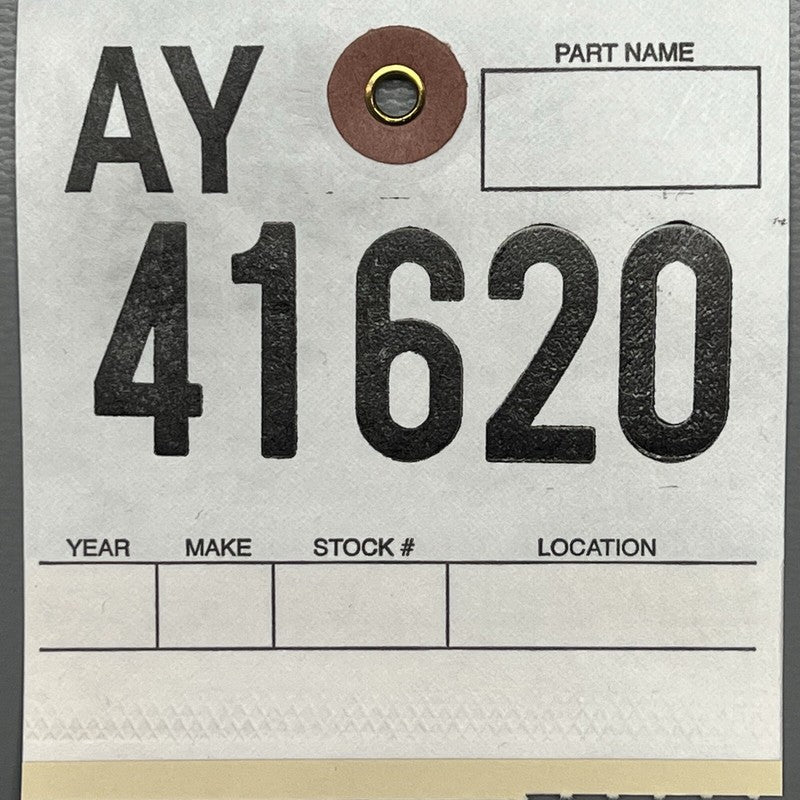 AY
PART NAME
41620
YEAR MAKE STOCK # LOCATION